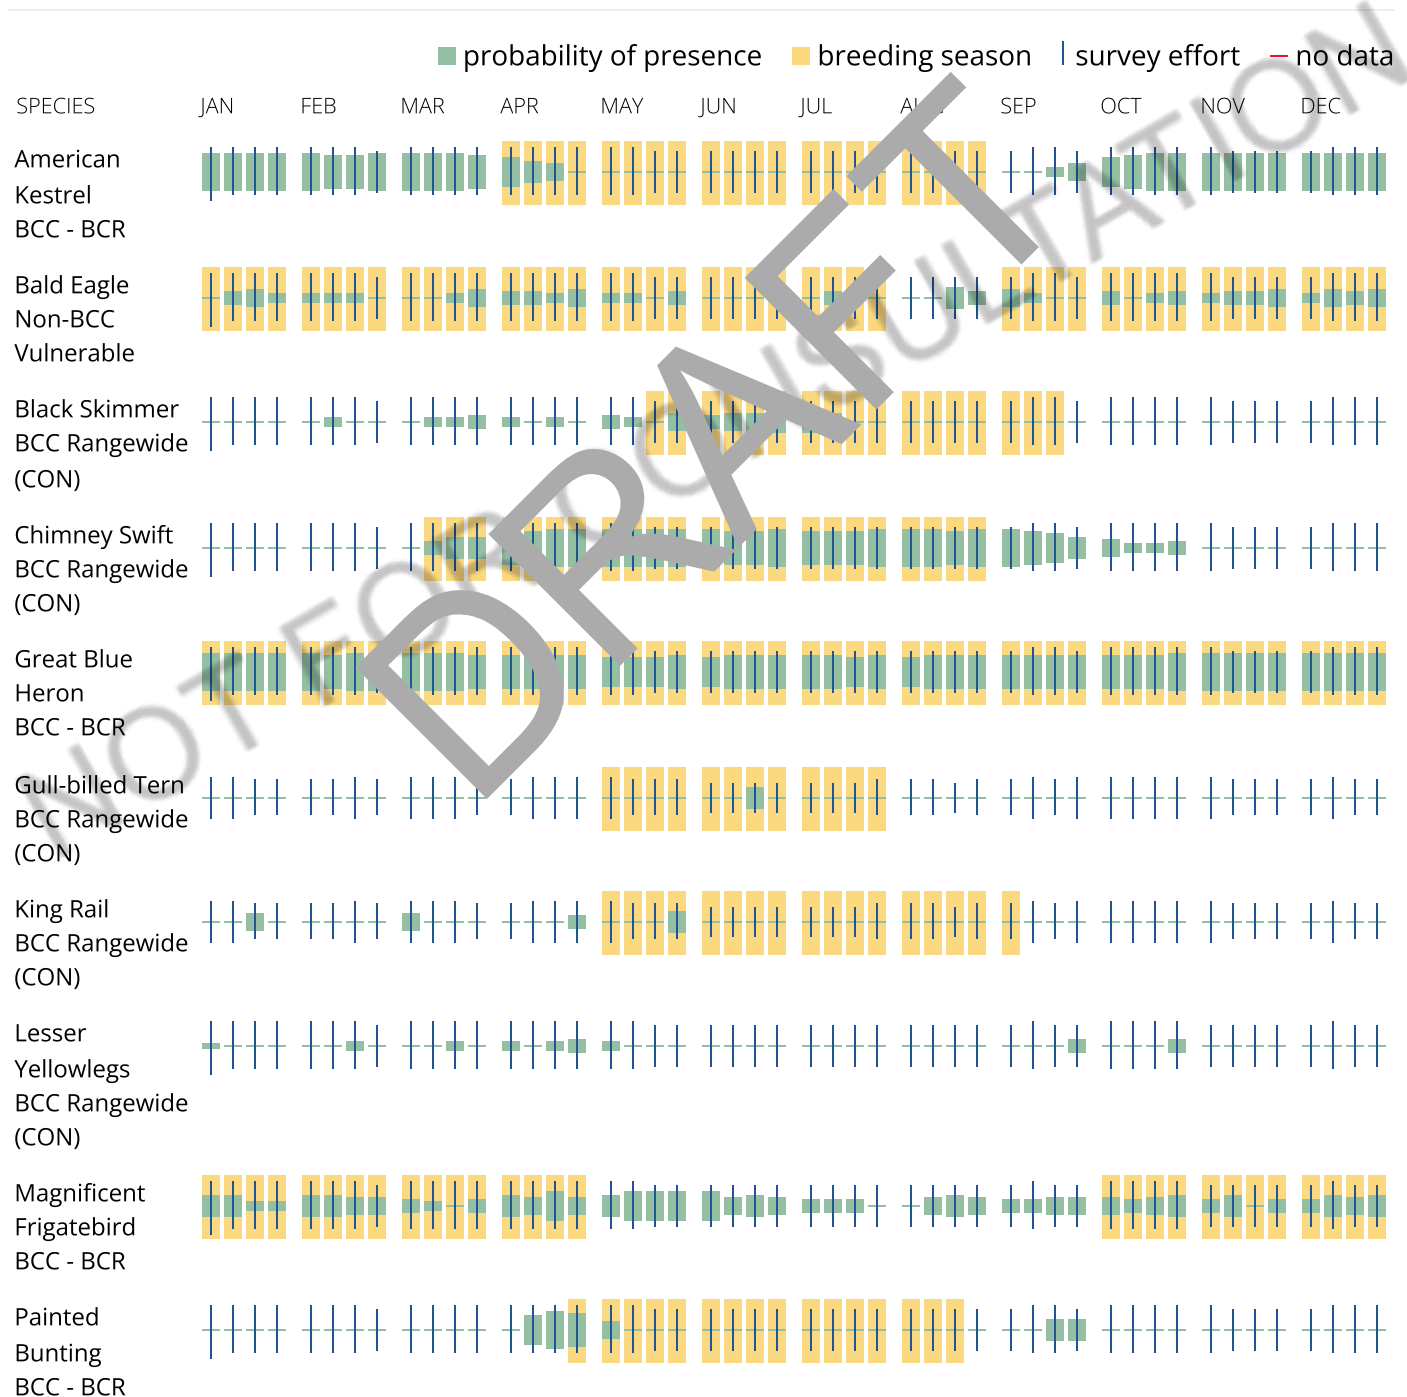 probability of presence breeding season survey effort no data
SPECIES JAN FEB MAR APR MAY JUN JUL AUG SEP OCT NOV DEC
American
Kestrel
BCC - BCR
Bald Eagle
Non-BCC
Vulnerable
Black Skimmer
BCC Rangewide
(CON)
Chimney Swift
BCC Rangewide
(CON)
Great Blue
Heron
BCC - BCR
Gull-billed Tern
BCC Rangewide
(CON)
King Rail
BCC Rangewide
(CON)
Lesser
Yellowlegs
BCC Rangewide
(CON)
Magnificent
Frigatebird
BCC - BCR
Painted
Bunting
BCC - BCR
DRAFT
NOT FOR CONSULTATION